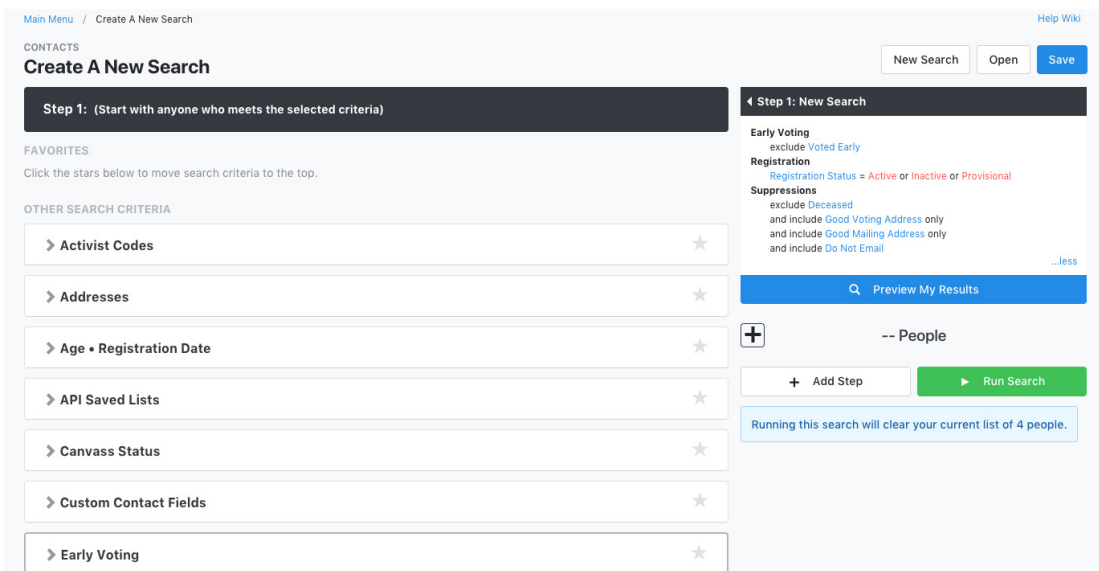 Main Menu / Create A New Search
Help Wiki
CONTACTS
Create A New Search
New Search
Open
Save
Step 1: (Start with anyone who meets the selected criteria)
FAVORITES
Click the stars below to move search criteria to the top.
OTHER SEARCH CRITERIA
Activist Codes
Addresses
Age • Registration Date
API Saved Lists
Canvass Status
Custom Contact Fields
Early Voting
Step 1: New Search
Early Voting
exclude Voted Early
Registration
Registration Status = Active or Inactive or Provisional
Suppressions
exclude Deceased
and include Good Voting Address only
and include Good Mailing Address only
and include Do Not Email
...less
Preview My Results
-- People
+ Add Step
Run Search
Running this search will clear your current list of 4 people.